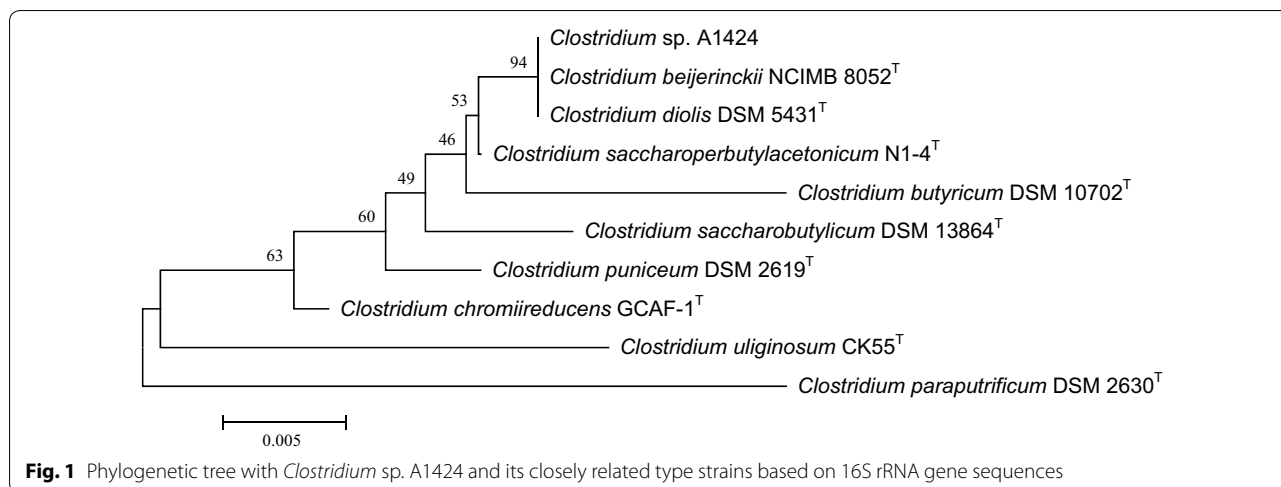 Clostridium sp. A1424
94
Clostridium beijerinckii NCIMB 8052T
Clostridium diolis DSM 5431T
53
Clostridium saccharoperbutylacetonicum N1-4T
46
Clostridium butyricum DSM 10702T
49
Clostridium saccharobutylicum DSM 13864T
60
Clostridium puniceum DSM 2619T
63
Clostridium chromiireducens GCAF-1T
Clostridium uliginosum CK55T
Clostridium paraputrificum DSM 2630T
0.005
Fig. 1 Phylogenetic tree with Clostridium sp. A1424 and its closely related type strains based on 16S rRNA gene sequences